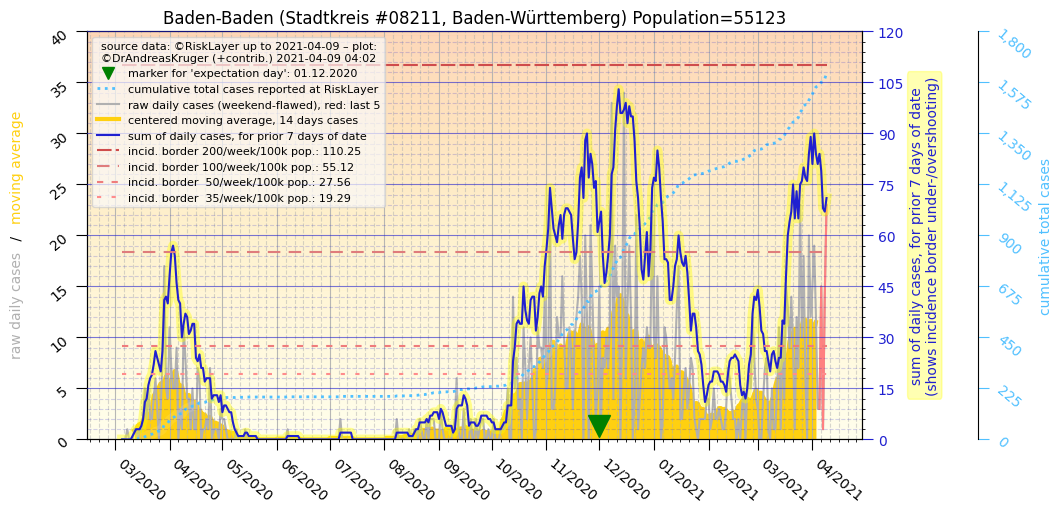 Baden-Baden (Stadtkreis #08211, Baden-Württemberg) Population=55123
source data: ©RiskLayer up to 2021-04-09 – plot:
©DrAndreasKruger (+contrib.) 2021-04-09 04:02
marker for 'expectation day': 01.12.2020
cumulative total cases reported at RiskLayer
raw daily cases (weekend-flawed), red: last 5
centered moving average, 14 days cases
sum of daily cases, for prior 7 days of date
incid. border 200/week/100k pop.: 110.25
incid. border 100/week/100k pop.: 55.12
incid. border  50/week/100k pop.: 27.56
incid. border  35/week/100k pop.: 19.29
raw daily cases / moving average
40
35
30
25
20
15
10
5
0
03/2020
04/2020
05/2020
06/2020
07/2020
08/2020
09/2020
10/2020
11/2020
12/2020
01/2021
02/2021
03/2021
04/2021
120
105
90
75
60
45
30
15
0
sum of daily cases, for prior 7 days of date
(shows incidence border under-/overshooting)
1,800
1,575
1,350
1,125
900
675
450
225
0
cumulative total cases